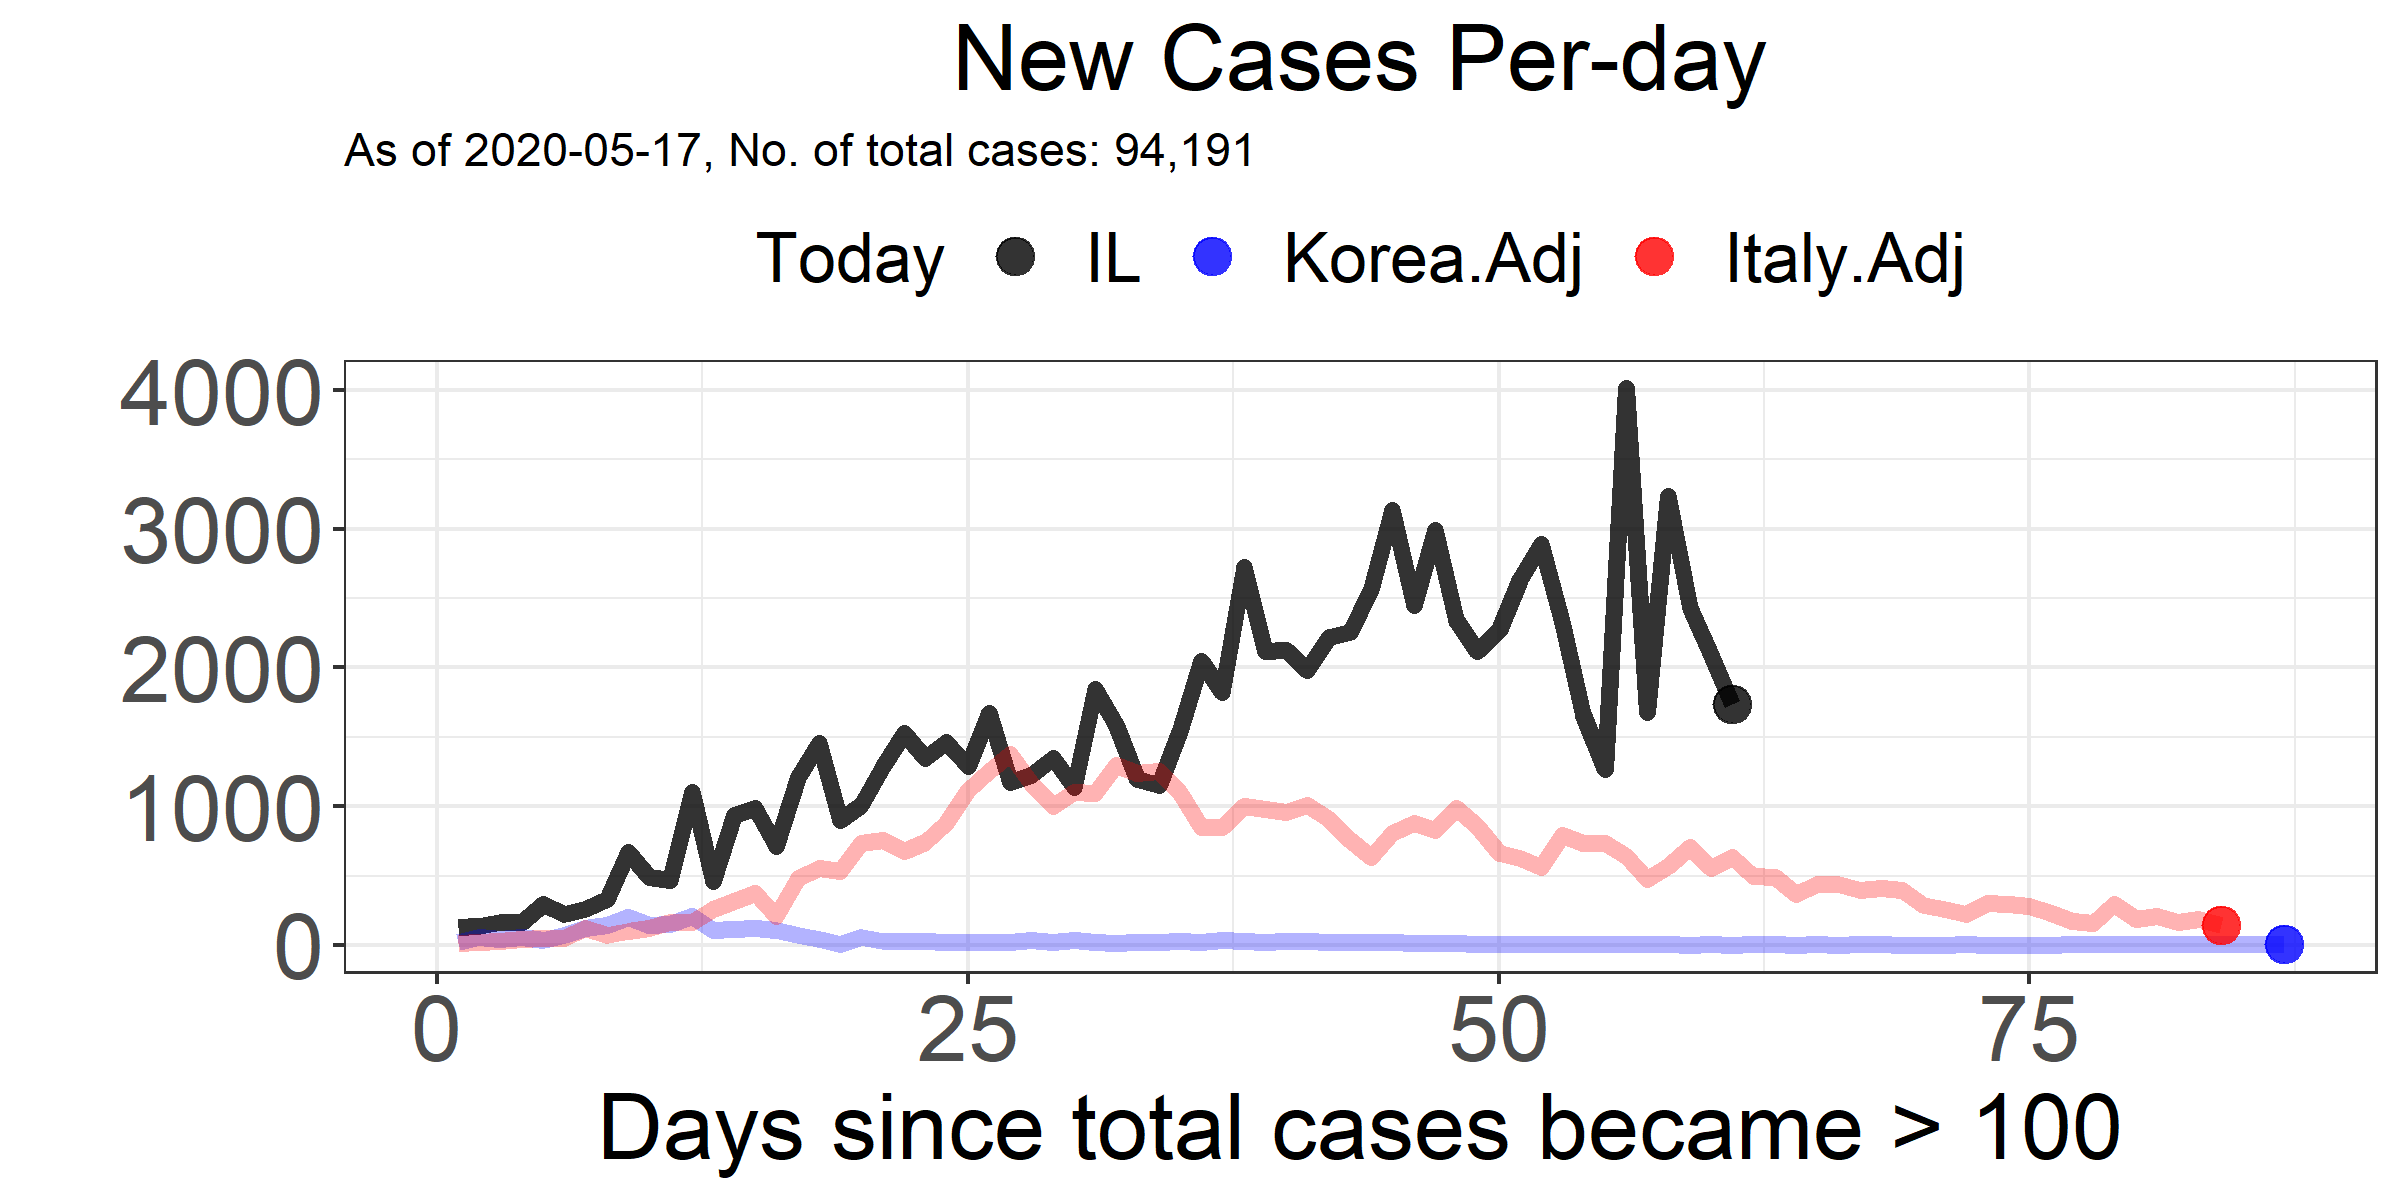 New Cases Per-day
As of 2020-05-17, No. of total cases: 94,191
Today IL Korea.Adj Italy.Adj
4000
3000
2000
1000
0
0 25 50 75
Days since total cases became > 100